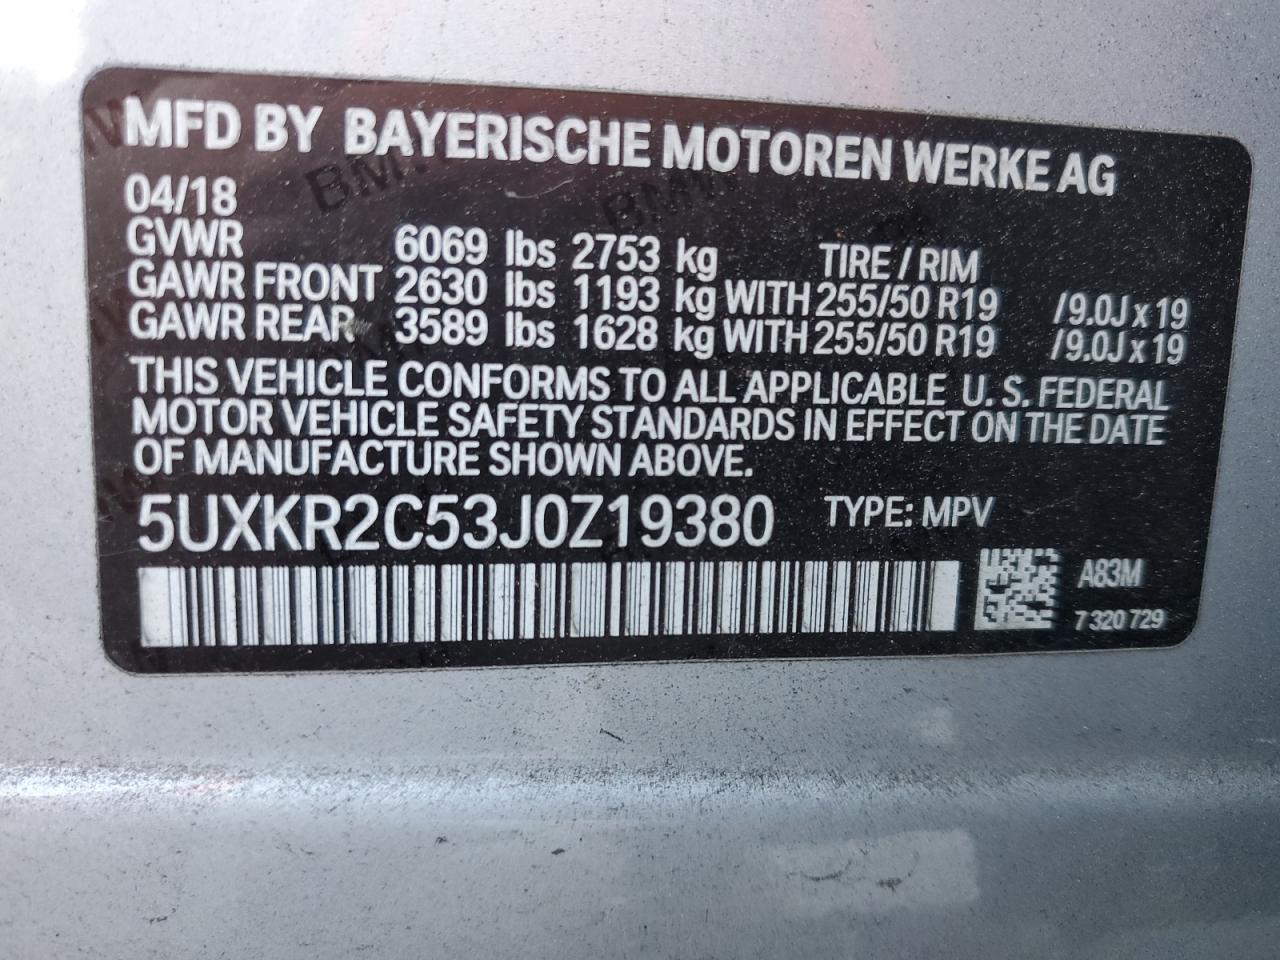 MFD BY BAYERISCHE MOTOREN WERKE AG
04/18
GVWR 6069 lbs 2753 kg TIRE / RIM
GAWR FRONT 2630 lbs 1193 kg WITH 255/50 R19 /9.0J x 19
GAWR REAR 3589 lbs 1628 kg WITH 255/50 R19 /9.0J x 19
THIS VEHICLE CONFORMS TO ALL APPLICABLE U. S. FEDERAL
MOTOR VEHICLE SAFETY STANDARDS IN EFFECT ON THE DATE
OF MANUFACTURE SHOWN ABOVE.
5UXKR2C53J0Z19380 TYPE: MPV
A83M
7 320 729